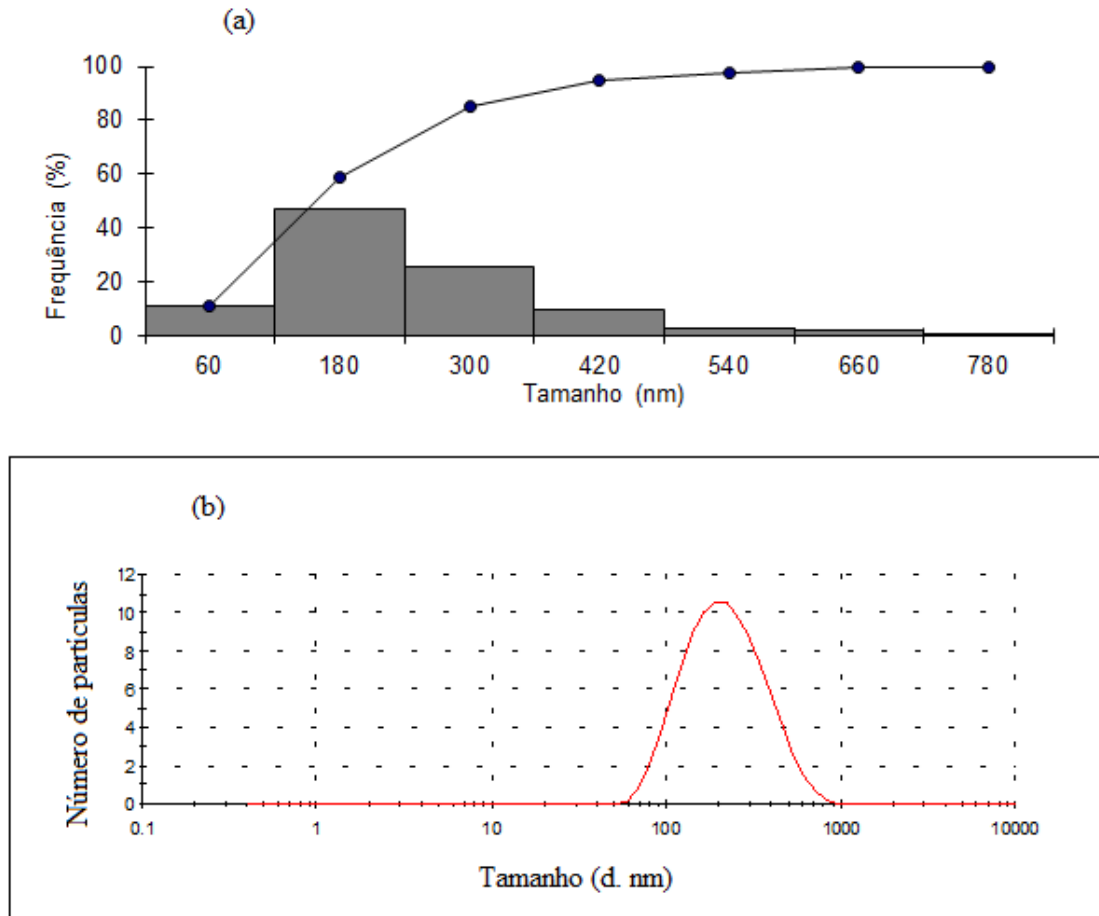 (a)
Frequência (%)
100
80
60
40
20
0
60 180 300 420 540 660 780
Tamanho (nm)
(b)
Número de partículas
12
10
8
6
4
2
0
0.1 1 10 100 1000 10000
Tamanho (d. nm)